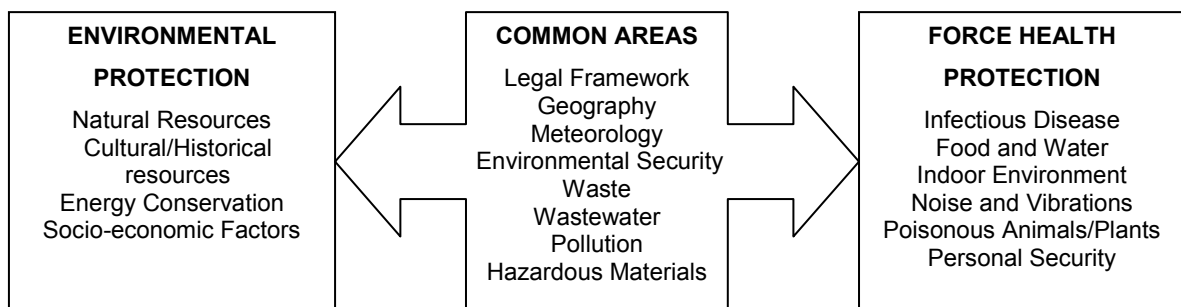 ENVIRONMENTAL
PROTECTION
Natural Resources
Cultural/Historical
resources
Energy Conservation
Socio-economic Factors
COMMON AREAS
Legal Framework
Geography
Meteorology
Environmental Security
Waste
Wastewater
Pollution
Hazardous Materials
FORCE HEALTH
PROTECTION
Infectious Disease
Food and Water
Indoor Environment
Noise and Vibrations
Poisonous Animals/Plants
Personal Security